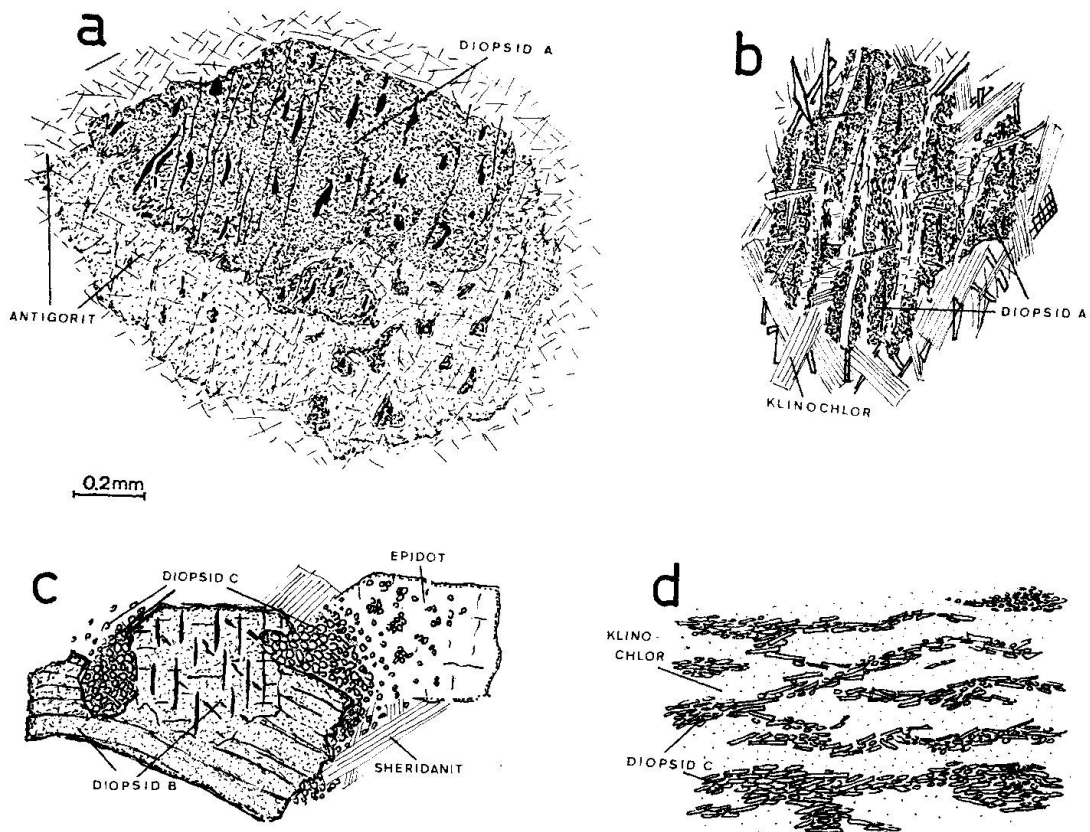 a
DIOPSID A
ANTIGORIT
b
DIOPSID A
KLINOCHLOR
0.2mm
c
DIOPSID C
EPIDOT
DIOPSID B
SHERIDANIT
d
KLINO-
CHLOR
DIOPSID C